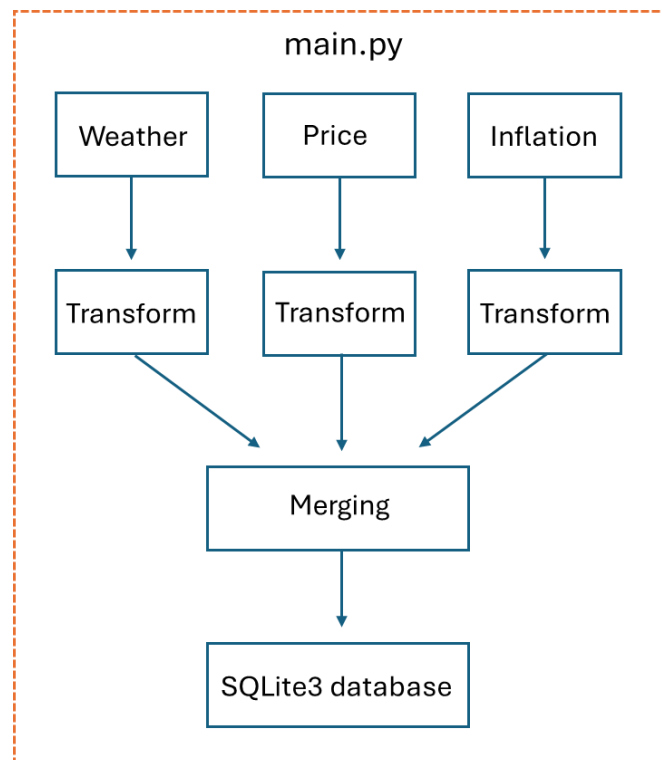 main.py
Weather
Price
Inflation
Transform
Transform
Transform
Merging
SQLite3 database